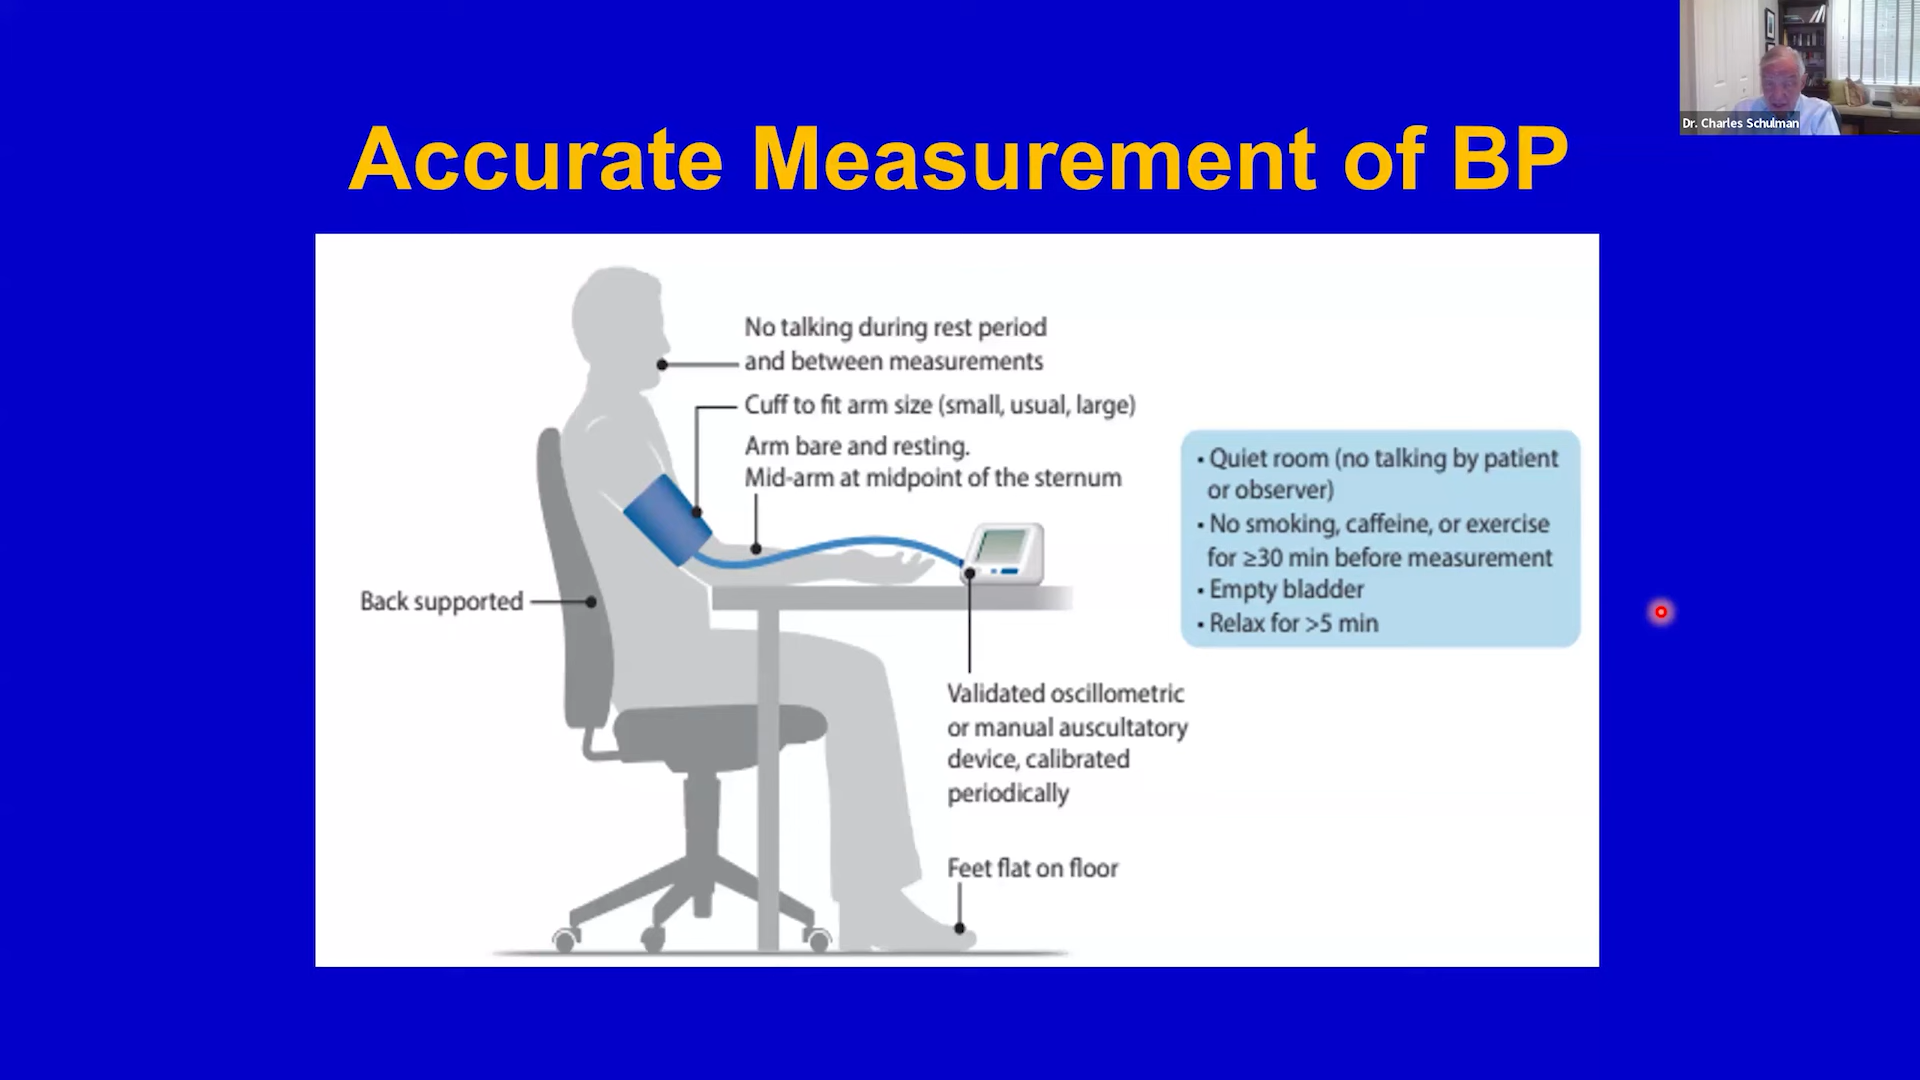 Dr. Charles Schulman
Accurate Measurement of BP
No talking during rest period
and between measurements
Cuff to fit arm size (small, usual, large)
Arm bare and resting.
Mid-arm at midpoint of the sternum
Back supported
• Quiet room (no talking by patient
or observer)
• No smoking, caffeine, or exercise
for ≥30 min before measurement
• Empty bladder
• Relax for >5 min
Validated oscillometric
or manual auscultatory
device, calibrated
periodically
Feet flat on floor